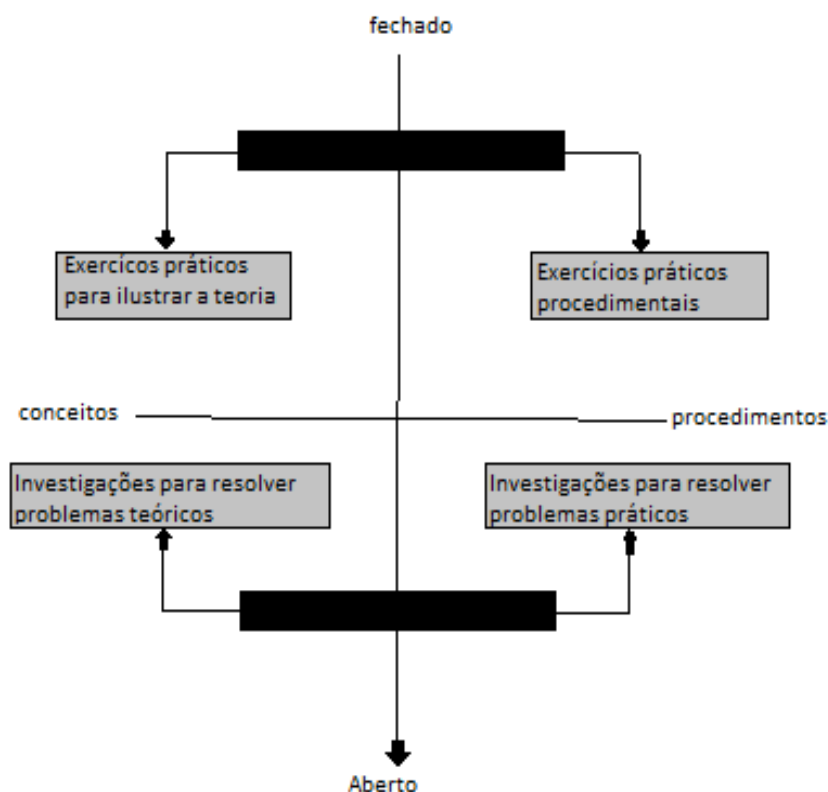 fechado
Exercícos práticos
para ilustrar a teoria
Exercícios práticos
procedimentais
conceitos
procedimentos
Investigações para resolver
problemas teóricos
Investigações para resolver
problemas práticos
Aberto